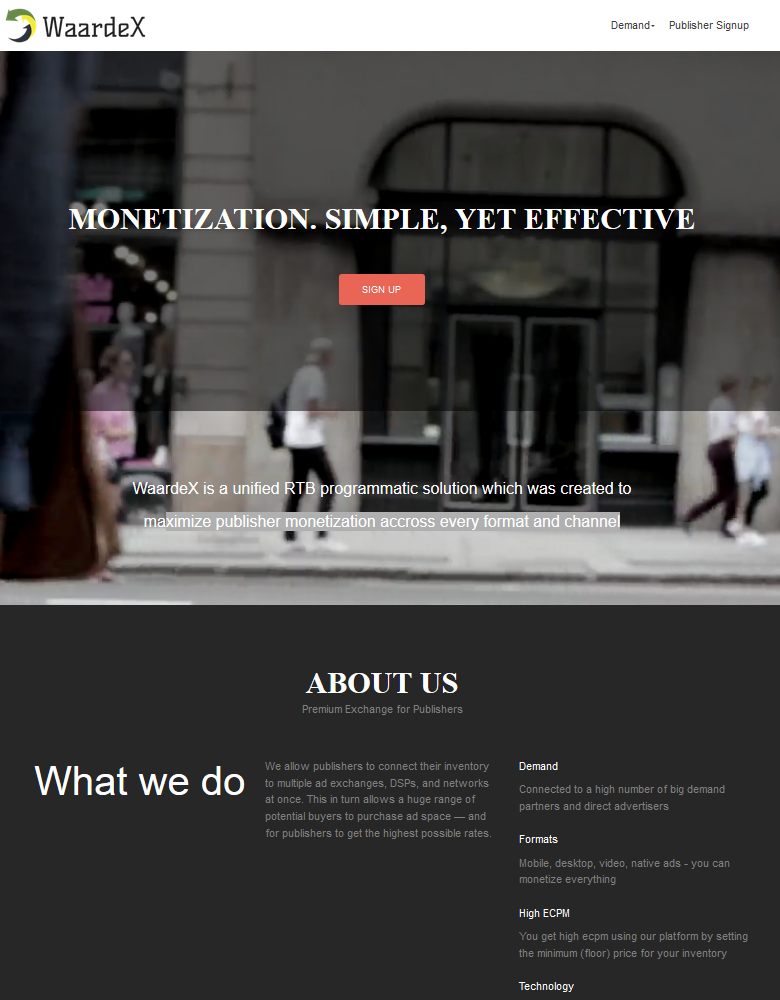 WaardeX
Demand
Publisher Signup
MONETIZATION. SIMPLE, YET EFFECTIVE
SIGN UP
WaardeX is a unified RTB programmatic solution which was created to
maximize publisher monetization accross every format and channel
ABOUT US
Premium Exchange for Publishers
What we do
We allow publishers to connect their inventory
to multiple ad exchanges, DSPs, and networks
at once. This in turn allows a huge range of
potential buyers to purchase ad space — and
for publishers to get the highest possible rates.
Demand
Connected to a high number of big demand
partners and direct advertisers
Formats
Mobile, desktop, video, native ads - you can
monetize everything
High ECPM
You get high ecpm using our platform by setting
the minimum (floor) price for your inventory
Technology